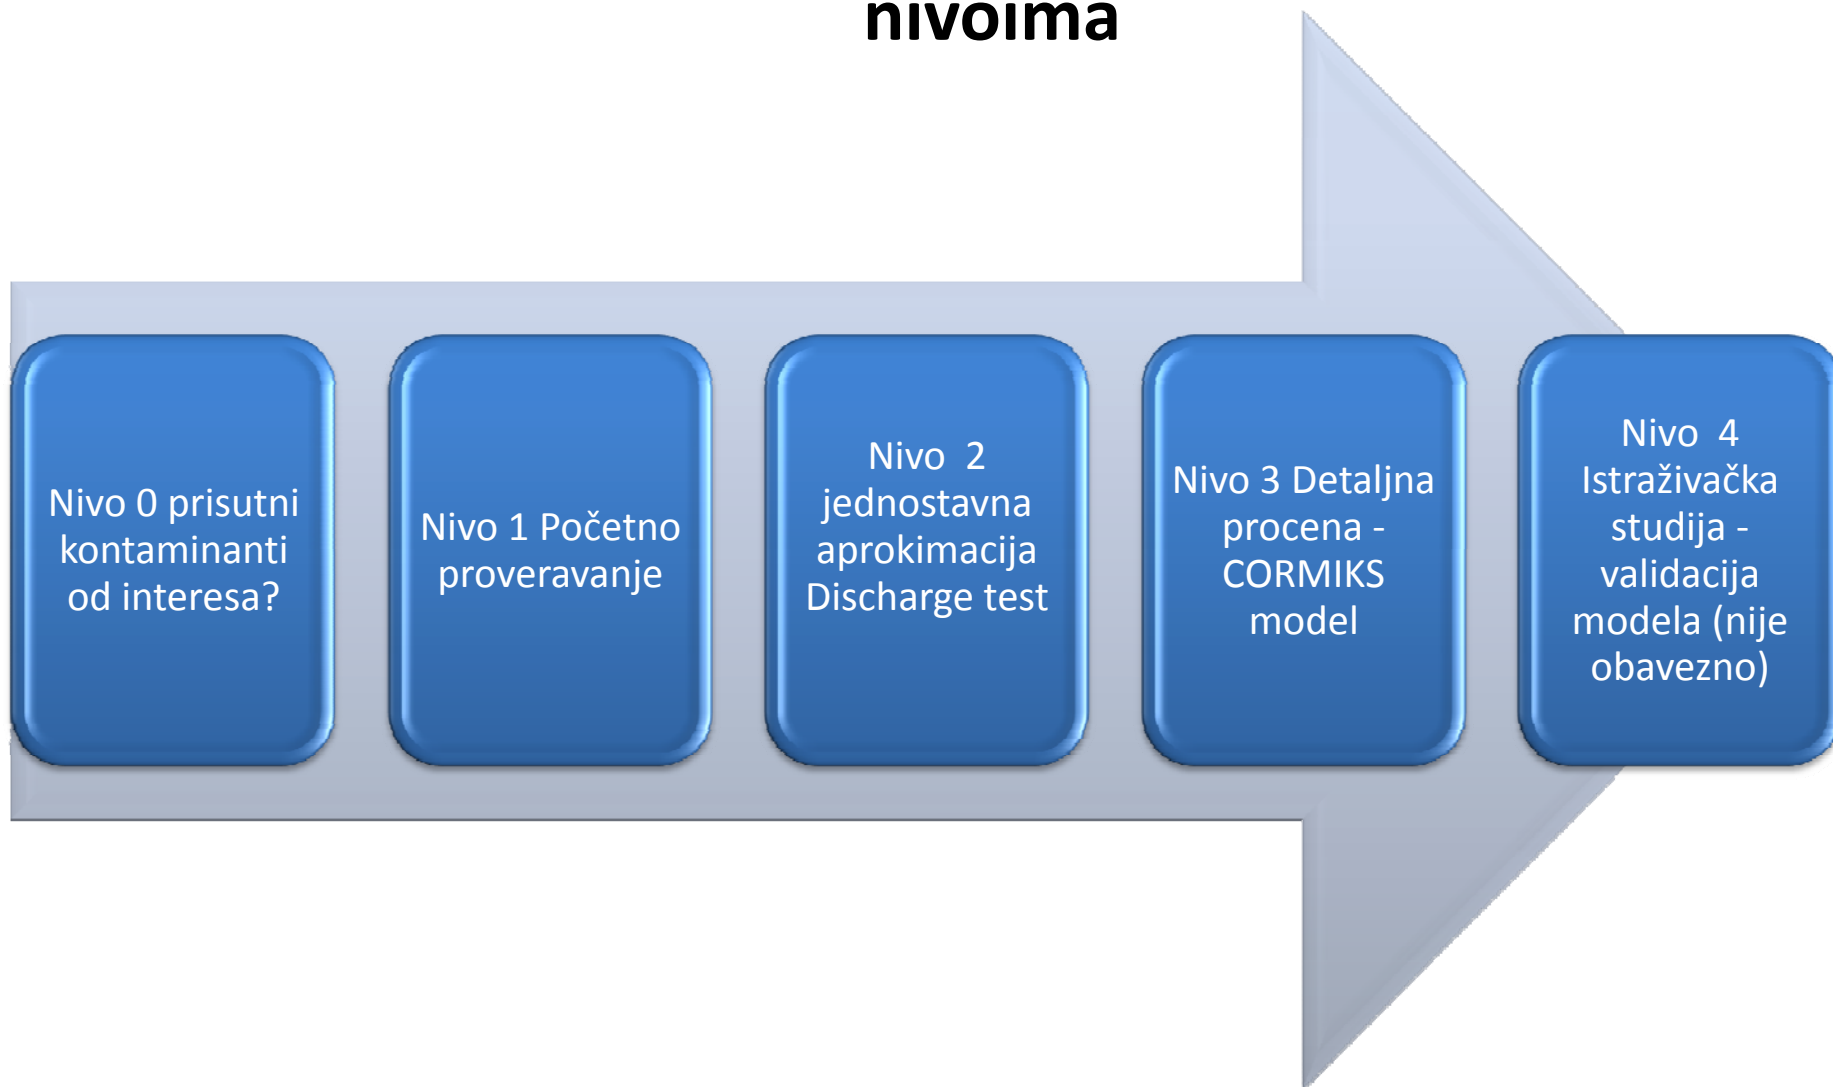 nivoima
Nivo 0 prisutni
kontaminanti
od interesa?
Nivo 1 Početno
proveravanje
Nivo  2
jednostavna
aprokimacija
Discharge test
Nivo 3 Detaljna
procena -
CORMIKS
model
Nivo  4
Istraživačka
studija -
validacija
modela (nije
obavezno)